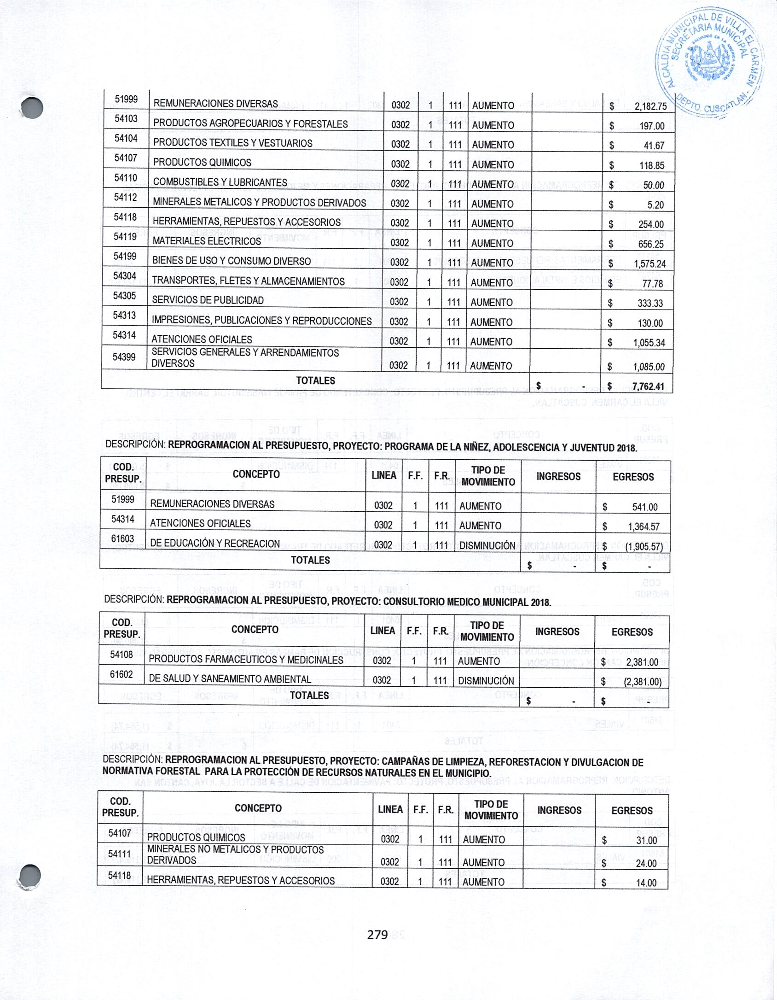 ALCALDIA MUNICIPAL DE VILLA EL CARMEN
SECRETARIA MUNICIPAL
DEPTO. CUSCATLAN -
51999 REMUNERACIONES DIVERSAS 0302 1 111 AUMENTO $ 2,182.75
54103 PRODUCTOS AGROPECUARIOS Y FORESTALES 0302 1 111 AUMENTO $ 197.00
54104 PRODUCTOS TEXTILES Y VESTUARIOS 0302 1 111 AUMENTO $ 41.67
54107 PRODUCTOS QUIMICOS 0302 1 111 AUMENTO $ 118.85
54110 COMBUSTIBLES Y LUBRICANTES 0302 1 111 AUMENTO $ 50.00
54112 MINERALES METALICOS Y PRODUCTOS DERIVADOS 0302 1 111 AUMENTO $ 5.20
54118 HERRAMIENTAS, REPUESTOS Y ACCESORIOS 0302 1 111 AUMENTO $ 254.00
54119 MATERIALES ELECTRICOS 0302 1 111 AUMENTO $ 656.25
54199 BIENES DE USO Y CONSUMO DIVERSO 0302 1 111 AUMENTO $ 1,575.24
54304 TRANSPORTES, FLETES Y ALMACENAMIENTOS 0302 1 111 AUMENTO $ 77.78
54305 SERVICIOS DE PUBLICIDAD 0302 1 111 AUMENTO $ 333.33
54313 IMPRESIONES, PUBLICACIONES Y REPRODUCCIONES 0302 1 111 AUMENTO $ 130.00
54314 ATENCIONES OFICIALES 0302 1 111 AUMENTO $ 1,055.34
54399 SERVICIOS GENERALES Y ARRENDAMIENTOS
DIVERSOS 0302 1 111 AUMENTO $ 1,085.00
TOTALES $ - $ 7,762.41
DESCRIPCIÓN: REPROGRAMACION AL PRESUPUESTO, PROYECTO: PROGRAMA DE LA NIÑEZ, ADOLESCENCIA Y JUVENTUD 2018.
COD. PRESUP. CONCEPTO LINEA F.F. F.R. TIPO DE MOVIMIENTO INGRESOS EGRESOS
51999 REMUNERACIONES DIVERSAS 0302 1 111 AUMENTO $ 541.00
54314 ATENCIONES OFICIALES 0302 1 111 AUMENTO $ 1,364.57
61603 DE EDUCACIÓN Y RECREACION 0302 1 111 DISMINUCIÓN $ (1,905.57)
TOTALES $ - $ -
DESCRIPCIÓN: REPROGRAMACION AL PRESUPUESTO, PROYECTO: CONSULTORIO MEDICO MUNICIPAL 2018.
COD. PRESUP. CONCEPTO LINEA F.F. F.R. TIPO DE MOVIMIENTO INGRESOS EGRESOS
54108 PRODUCTOS FARMACEUTICOS Y MEDICINALES 0302 1 111 AUMENTO $ 2,381.00
61602 DE SALUD Y SANEAMIENTO AMBIENTAL 0302 1 111 DISMINUCIÓN $ (2,381.00)
TOTALES $ - $ -
DESCRIPCIÓN: REPROGRAMACION AL PRESUPUESTO, PROYECTO: CAMPAÑAS DE LIMPIEZA, REFORESTACION Y DIVULGACION DE
NORMATIVA FORESTAL PARA LA PROTECCIÓN DE RECURSOS NATURALES EN EL MUNICIPIO.
COD. PRESUP. CONCEPTO LINEA F.F. F.R. TIPO DE MOVIMIENTO INGRESOS EGRESOS
54107 PRODUCTOS QUIMICOS 0302 1 111 AUMENTO $ 31.00
54111 MINERALES NO METALICOS Y PRODUCTOS
DERIVADOS 0302 1 111 AUMENTO $ 24.00
54118 HERRAMIENTAS, REPUESTOS Y ACCESORIOS 0302 1 111 AUMENTO $ 14.00
279